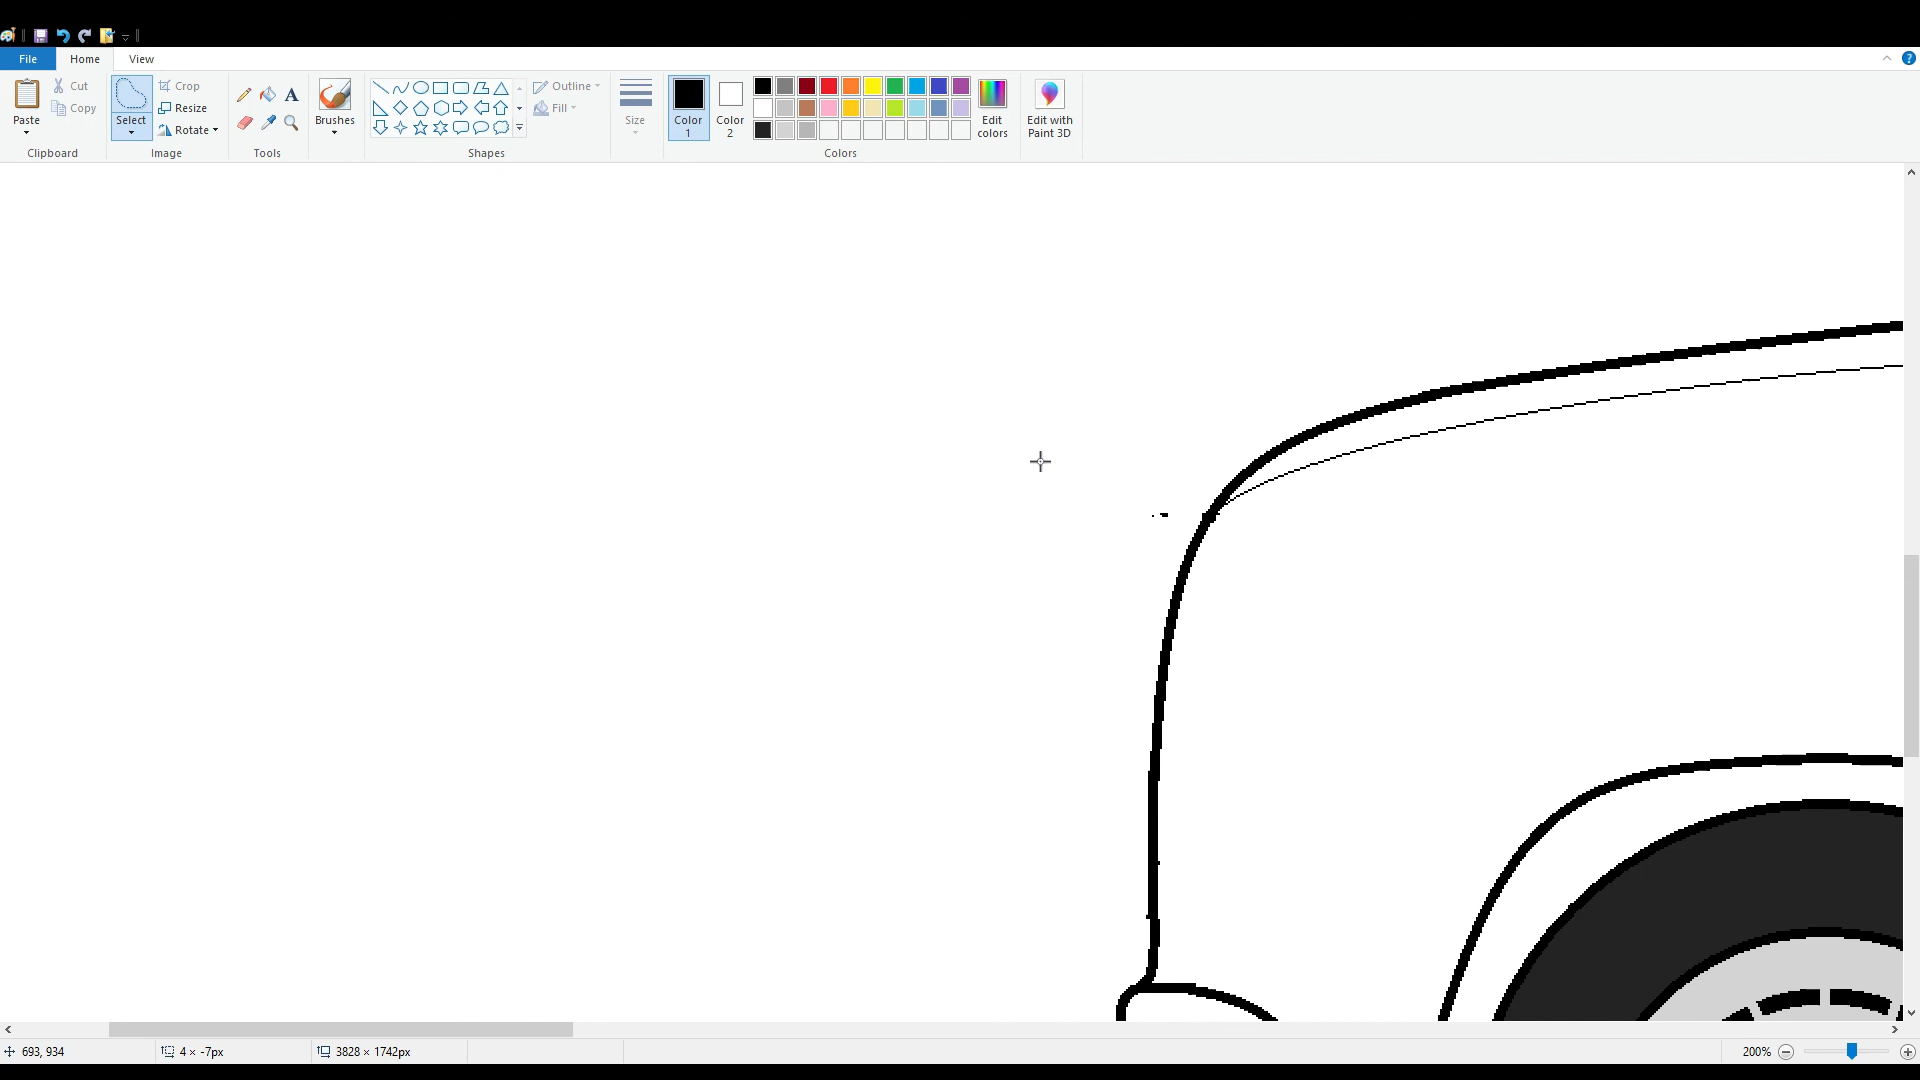 File Home View
Paste Cut Copy Clipboard
Select Crop Resize Rotate Image
Tools
Brushes
Shapes Outline Fill
Size
Color 1 Color 2 Edit colors Colors
Edit with Paint 3D
693, 934 4 × -7px 3828 × 1742px 200%